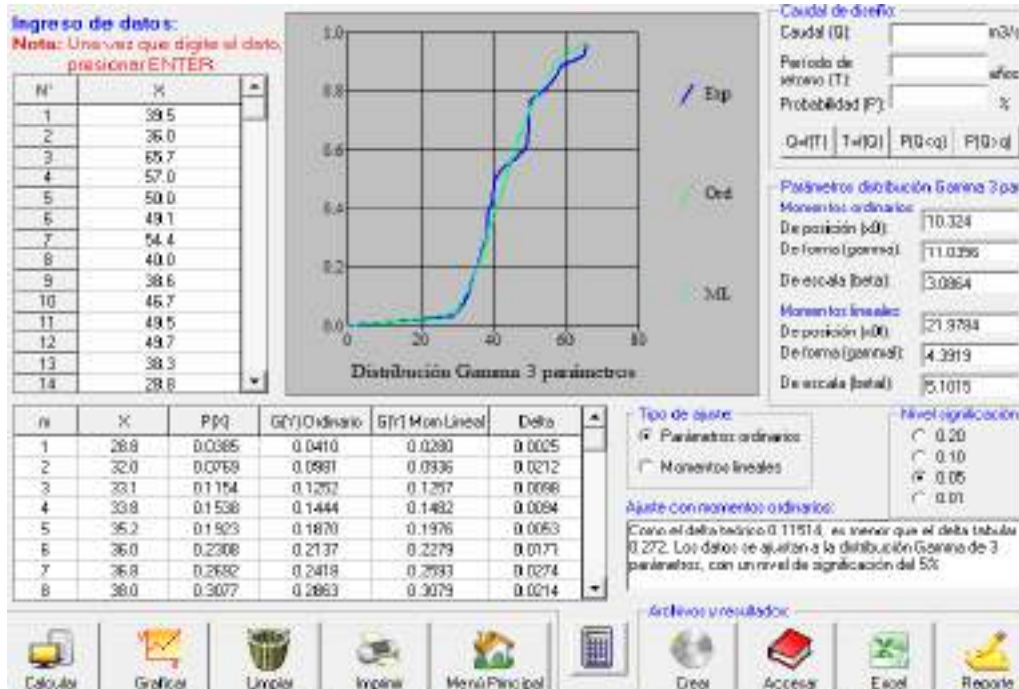 Ingreso de datos:
Nota: Una vez que digite el dato,
presionar ENTER
N° X
1 39.5
2 36.0
3 65.7
4 57.0
5 50.0
6 49.1
7 54.4
8 40.0
9 38.6
10 46.7
11 49.5
12 49.7
13 38.3
14 28.8
1.0
0.8
0.6
0.4
0.2
0.0
0 20 40 60 80
Exp
Ord
ML
Distribución Gamma 3 parámetros
Caudal de diseño:
Caudal (Q): m3/s
Periodo de
retorno (T): años
Probabilidad (P): %
Q=f(T) T=f(Q) P(Q<q) P(Q>q)
Parámetros distribución Gamma 3 par
Momentos ordinarios:
De posición (x0): 10.324
De forma (gamma): 11.0396
De escala (beta): 3.0864
Momentos lineales:
De posición (x0l): 21.9784
De forma (gammal): 4.3919
De escala (betal): 5.1015
m X P(X) G(Y) Ordinario G(Y) Mom Lineal Delta
1 28.8 0.0385 0.0410 0.0280 0.0025
2 32.0 0.0769 0.0981 0.0936 0.0212
3 33.1 0.1154 0.1252 0.1257 0.0098
4 33.8 0.1538 0.1444 0.1482 0.0094
5 35.2 0.1923 0.1870 0.1976 0.0053
6 36.0 0.2308 0.2137 0.2279 0.0171
7 36.8 0.2692 0.2418 0.2593 0.0274
8 38.0 0.3077 0.2863 0.3079 0.0214
Tipo de ajuste:
Parámetros ordinarios
Momentos lineales
Nivel significación
0.20
0.10
0.05
0.01
Ajuste con momentos ordinarios:
Como el delta teórico 0.11514, es menor que el delta tabular
0.272. Los datos se ajustan a la distribución Gamma de 3
parámetros, con un nivel de significación del 5%
Archivos y resultados:
Calcular Graficar Limpiar Imprimir Menú Principal Crear Accesar Excel Reporte